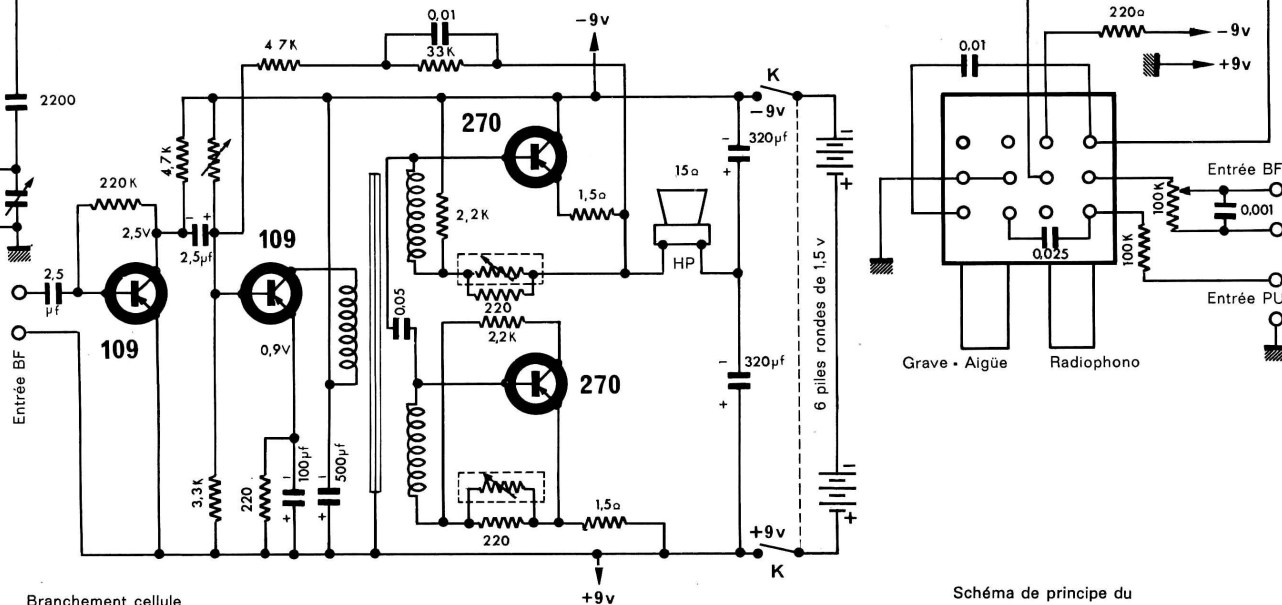 2200
2,5
µf
Entrée BF
220K
2,5V
109
4,7K
2,5µf
4 7K
0,01
33K
-9v
109
0,9V
3,3K
220
100µf
500µf
270
2,2K
1,5Ω
0,05
220
2,2K
270
220
1,5Ω
15Ω
HP
320µf
320µf
K
-9v
+9v
K
6 piles rondes de 1,5 v
+9v
220Ω
-9v
+9v
0,01
Entrée BF
100K
0,001
0,025
100K
Entrée PU
Grave - Aigüe
Radiophono
Branchement cellule
Schéma de principe du